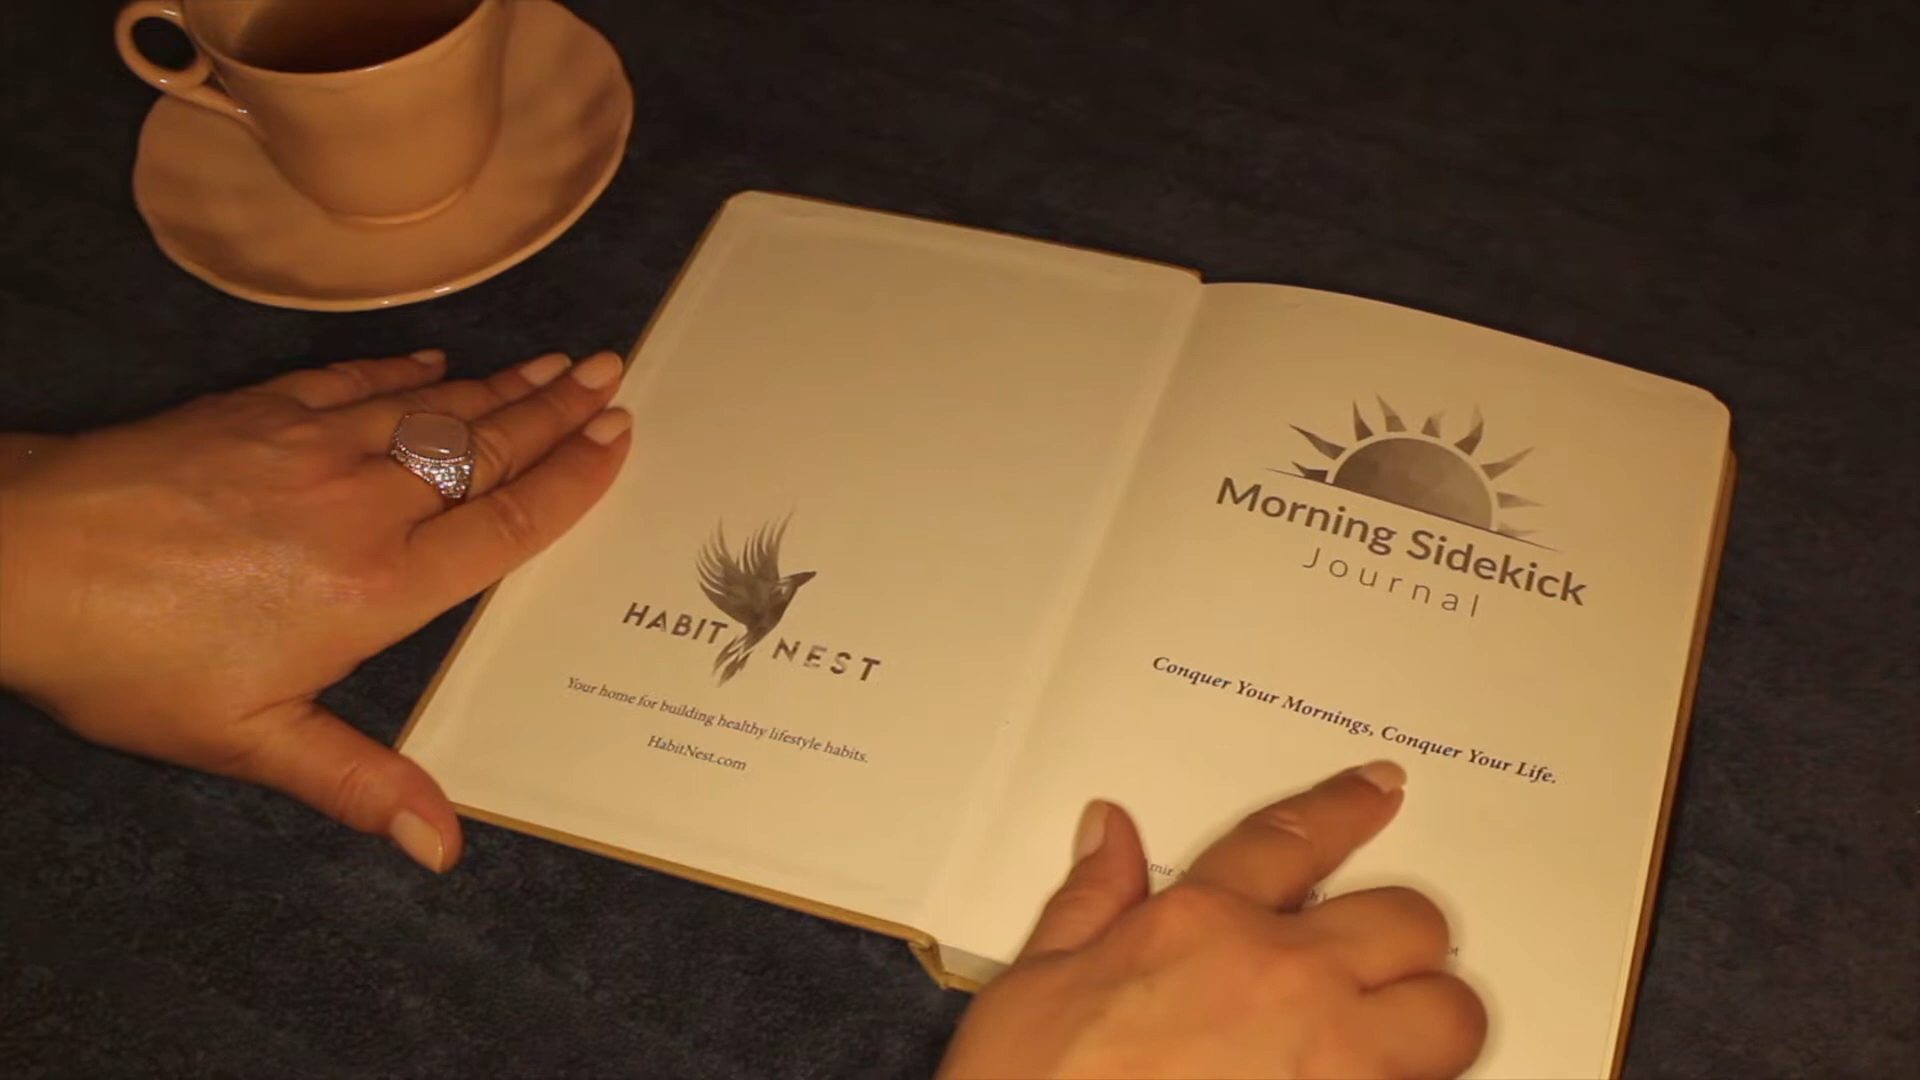 HABIT NEST
Your home for building healthy lifestyle habits.
HabitNest.com
Morning Sidekick
Journal
Conquer Your Mornings, Conquer Your Life.